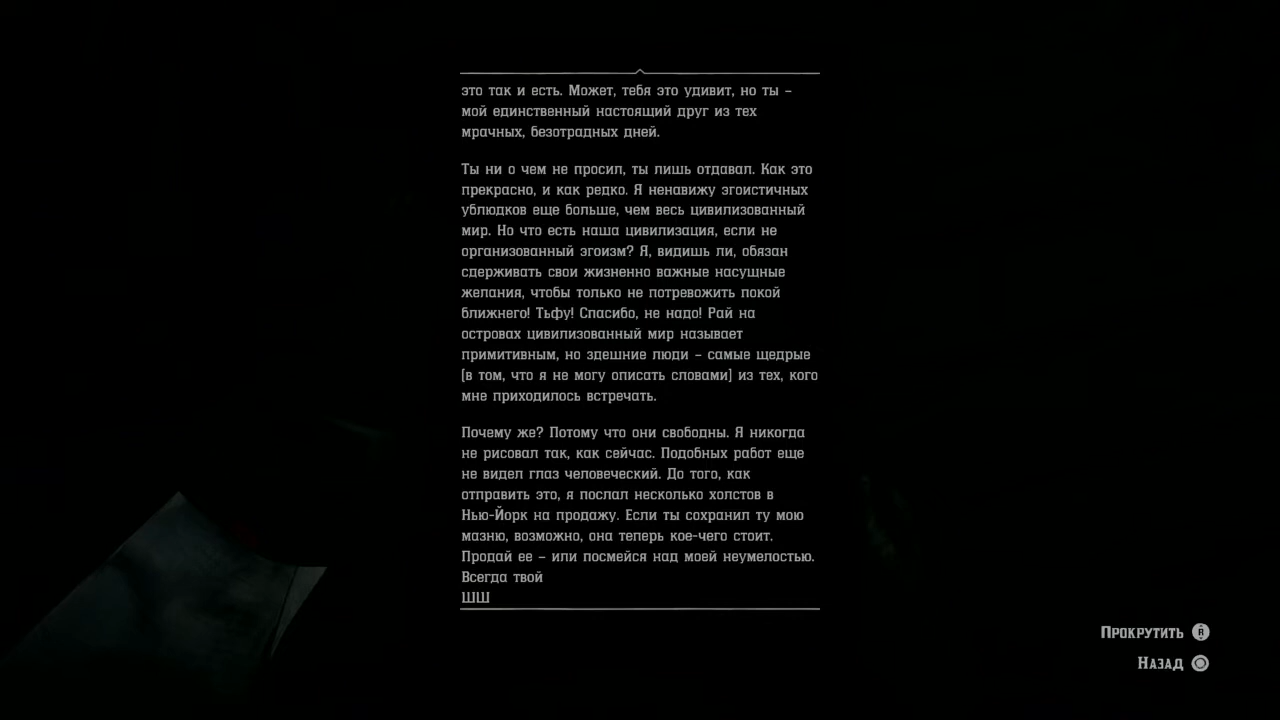 это так и есть. Может, тебя это удивит, но ты –
мой единственный настоящий друг из тех
мрачных, безотрадных дней.
Ты ни о чем не просил, ты лишь отдавал. Как это
прекрасно, и как редко. Я ненавижу эгоистичных
ублюдков еще больше, чем весь цивилизованный
мир. Но что есть наша цивилизация, если не
организованный эгоизм? Я, видишь ли, обязан
сдерживать свои жизненно важные насущные
желания, чтобы только не потревожить покой
ближнего! Тьфу! Спасибо, не надо! Рай на
островах цивилизованный мир называет
примитивным, но здешние люди – самые щедрые
[в том, что я не могу описать словами] из тех, кого
мне приходилось встречать.
Почему же? Потому что они свободны. Я никогда
не рисовал так, как сейчас. Подобных работ еще
не видел глаз человеческий. До того, как
отправить это, я послал несколько холстов в
Нью-Йорк на продажу. Если ты сохранил ту мою
мазню, возможно, она теперь кое-чего стоит.
Продай ее – или посмейся над моей неумелостью.
Всегда твой
ШШ
Прокрутить R
Назад